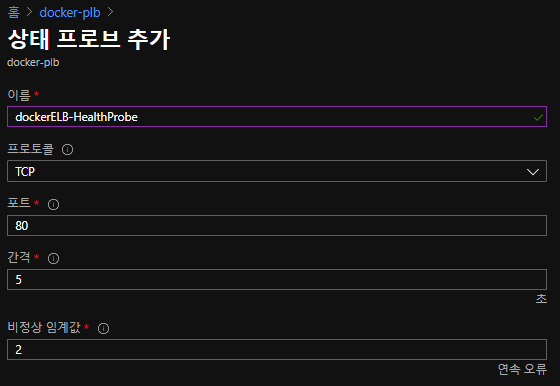 홈 > docker-plb >
상태 프로브 추가
docker-plb
이름 *
dockerELB-HealthProbe
프로토콜
TCP
포트 *
80
간격 *
5
초
비정상 임계값 *
2
연속 오류